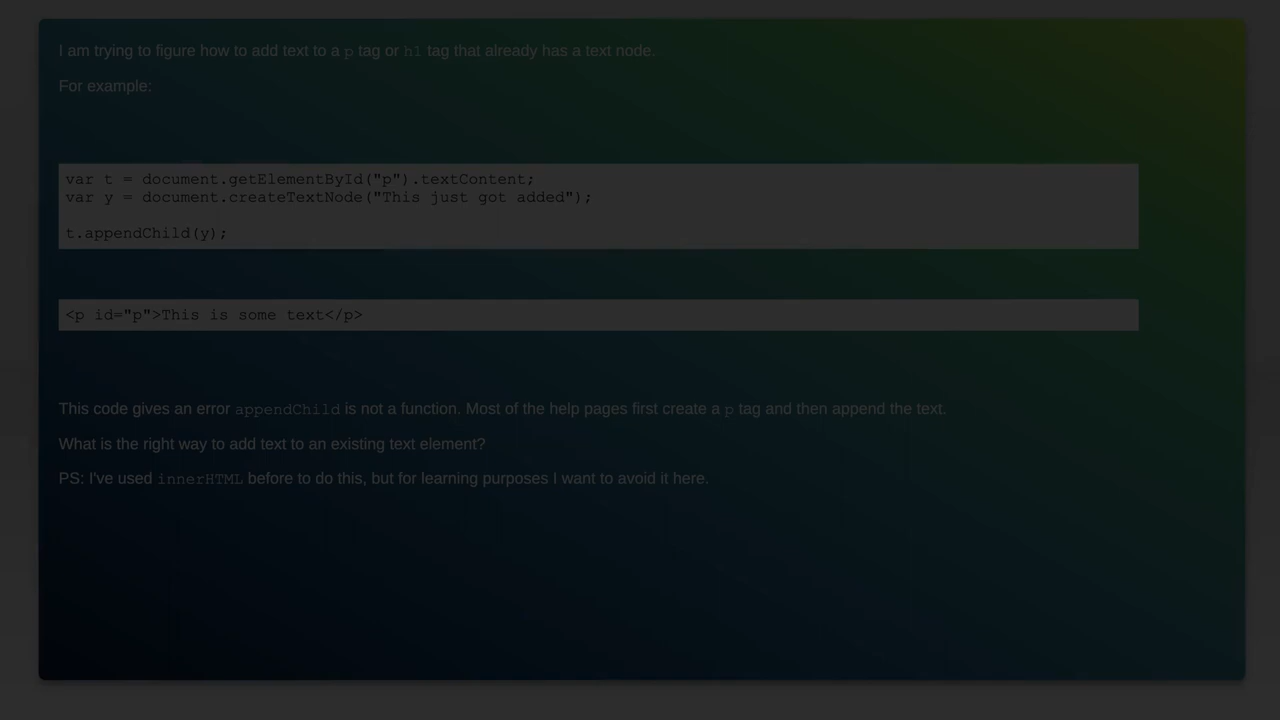 I am trying to figure how to add text to a p tag or h1 tag that already has a text node.
For example:
var t = document.getElementById("p").textContent;
var y = document.createTextNode("This just got added");
t.appendChild(y);
<p id="p">This is some text</p>
This code gives an error appendChild is not a function. Most of the help pages first create a p tag and then append the text.
What is the right way to add text to an existing text element?
PS: I've used innerHTML before to do this, but for learning purposes I want to avoid it here.